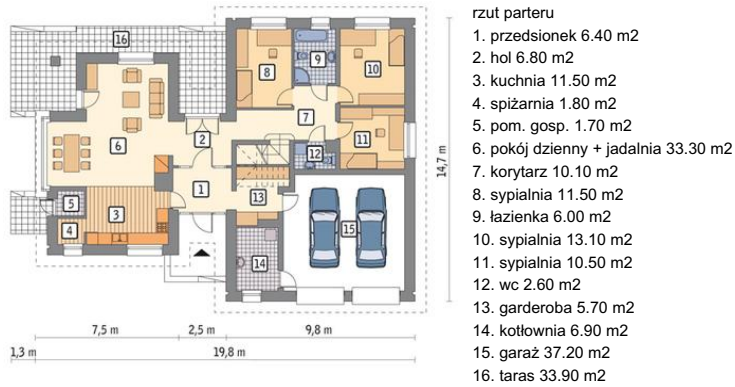 rzut parteru
1. przedsionek 6.40 m2
2. hol 6.80 m2
3. kuchnia 11.50 m2
4. spiżarnia 1.80 m2
5. pom. gosp. 1.70 m2
6. pokój dzienny + jadalnia 33.30 m2
7. korytarz 10.10 m2
8. sypialnia 11.50 m2
9. łazienka 6.00 m2
10. sypialnia 13.10 m2
11. sypialnia 10.50 m2
12. wc 2.60 m2
13. garderoba 5.70 m2
14. kotłownia 6.90 m2
15. garaż 37.20 m2
16. taras 33.90 m2
16
9
8
10
7
6
2
11
12
1
5
13
3
4
15
14
14,7 m
7,5 m 2,5 m 9,8 m
1,3 m 19,8 m